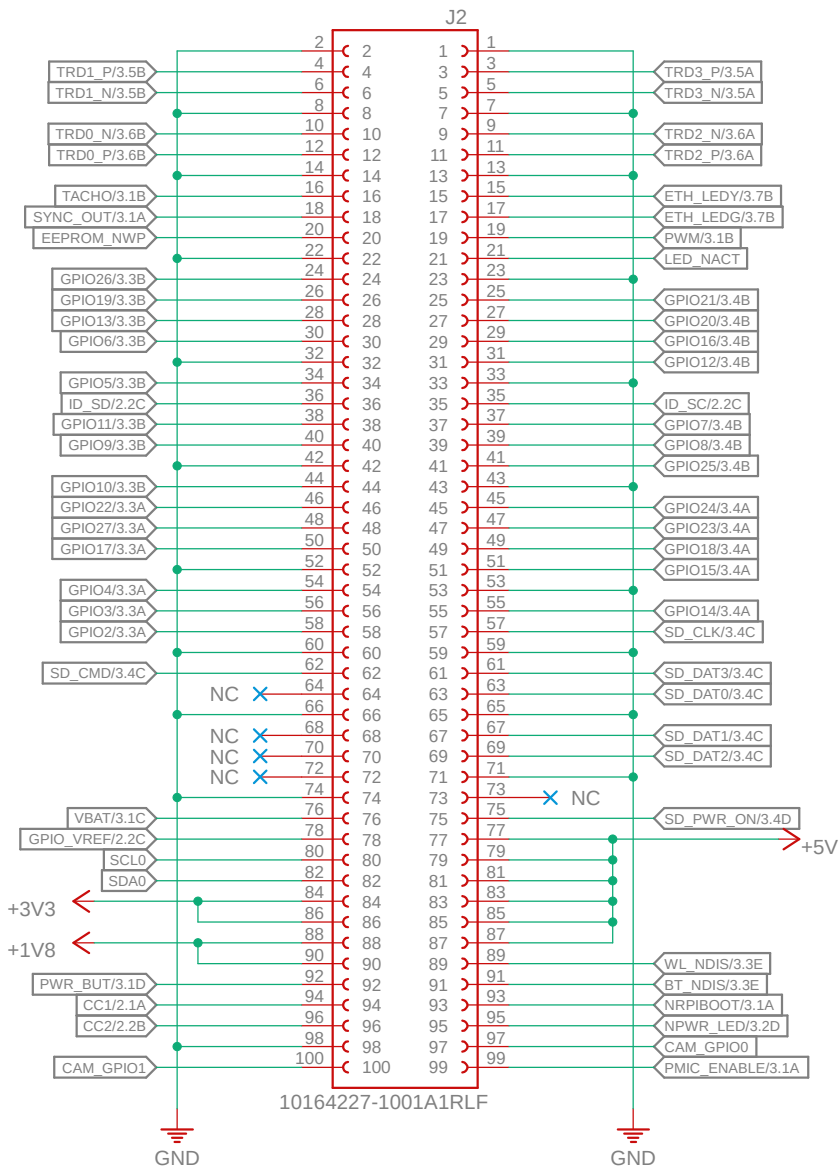 J2
2 2 1 1
TRD1_P/3.5B 4 4 3 3 TRD3_P/3.5A
TRD1_N/3.5B 6 6 5 5 TRD3_N/3.5A
8 8 7 7
TRD0_N/3.6B 10 10 9 9 TRD2_N/3.6A
TRD0_P/3.6B 12 12 11 11 TRD2_P/3.6A
14 14 13 13
TACHO/3.1B 16 16 15 15 ETH_LEDY/3.7B
SYNC_OUT/3.1A 18 18 17 17 ETH_LEDG/3.7B
EEPROM_NWP 20 20 19 19 PWM/3.1B
22 22 21 21 LED_NACT
GPIO26/3.3B 24 24 23 23
GPIO19/3.3B 26 26 25 25 GPIO21/3.4B
GPIO13/3.3B 28 28 27 27 GPIO20/3.4B
GPIO6/3.3B 30 30 29 29 GPIO16/3.4B
32 32 31 31 GPIO12/3.4B
GPIO5/3.3B 34 34 33 33
ID_SD/2.2C 36 36 35 35 ID_SC/2.2C
GPIO11/3.3B 38 38 37 37 GPIO7/3.4B
GPIO9/3.3B 40 40 39 39 GPIO8/3.4B
42 42 41 41 GPIO25/3.4B
GPIO10/3.3B 44 44 43 43
GPIO22/3.3A 46 46 45 45 GPIO24/3.4A
GPIO27/3.3A 48 48 47 47 GPIO23/3.4A
GPIO17/3.3A 50 50 49 49 GPIO18/3.4A
52 52 51 51 GPIO15/3.4A
GPIO4/3.3A 54 54 53 53
GPIO3/3.3A 56 56 55 55 GPIO14/3.4A
GPIO2/3.3A 58 58 57 57 SD_CLK/3.4C
60 60 59 59
SD_CMD/3.4C 62 62 61 61 SD_DAT3/3.4C
NC 64 64 63 63 SD_DAT0/3.4C
66 66 65 65
NC 68 68 67 67 SD_DAT1/3.4C
NC 70 70 69 69 SD_DAT2/3.4C
NC 72 72 71 71
74 74 73 73 NC
VBAT/3.1C 76 76 75 75 SD_PWR_ON/3.4D
GPIO_VREF/2.2C 78 78 77 77 +5V
SCL0 80 80 79 79
SDA0 82 82 81 81
+3V3 84 84 83 83
86 86 85 85
+1V8 88 88 87 87
90 90 89 89 WL_NDIS/3.3E
PWR_BUT/3.1D 92 92 91 91 BT_NDIS/3.3E
CC1/2.1A 94 94 93 93 NRPIBOOT/3.1A
CC2/2.2B 96 96 95 95 NPWR_LED/3.2D
98 98 97 97 CAM_GPIO0
CAM_GPIO1 100 100 99 99 PMIC_ENABLE/3.1A
10164227-1001A1RLF
GND GND